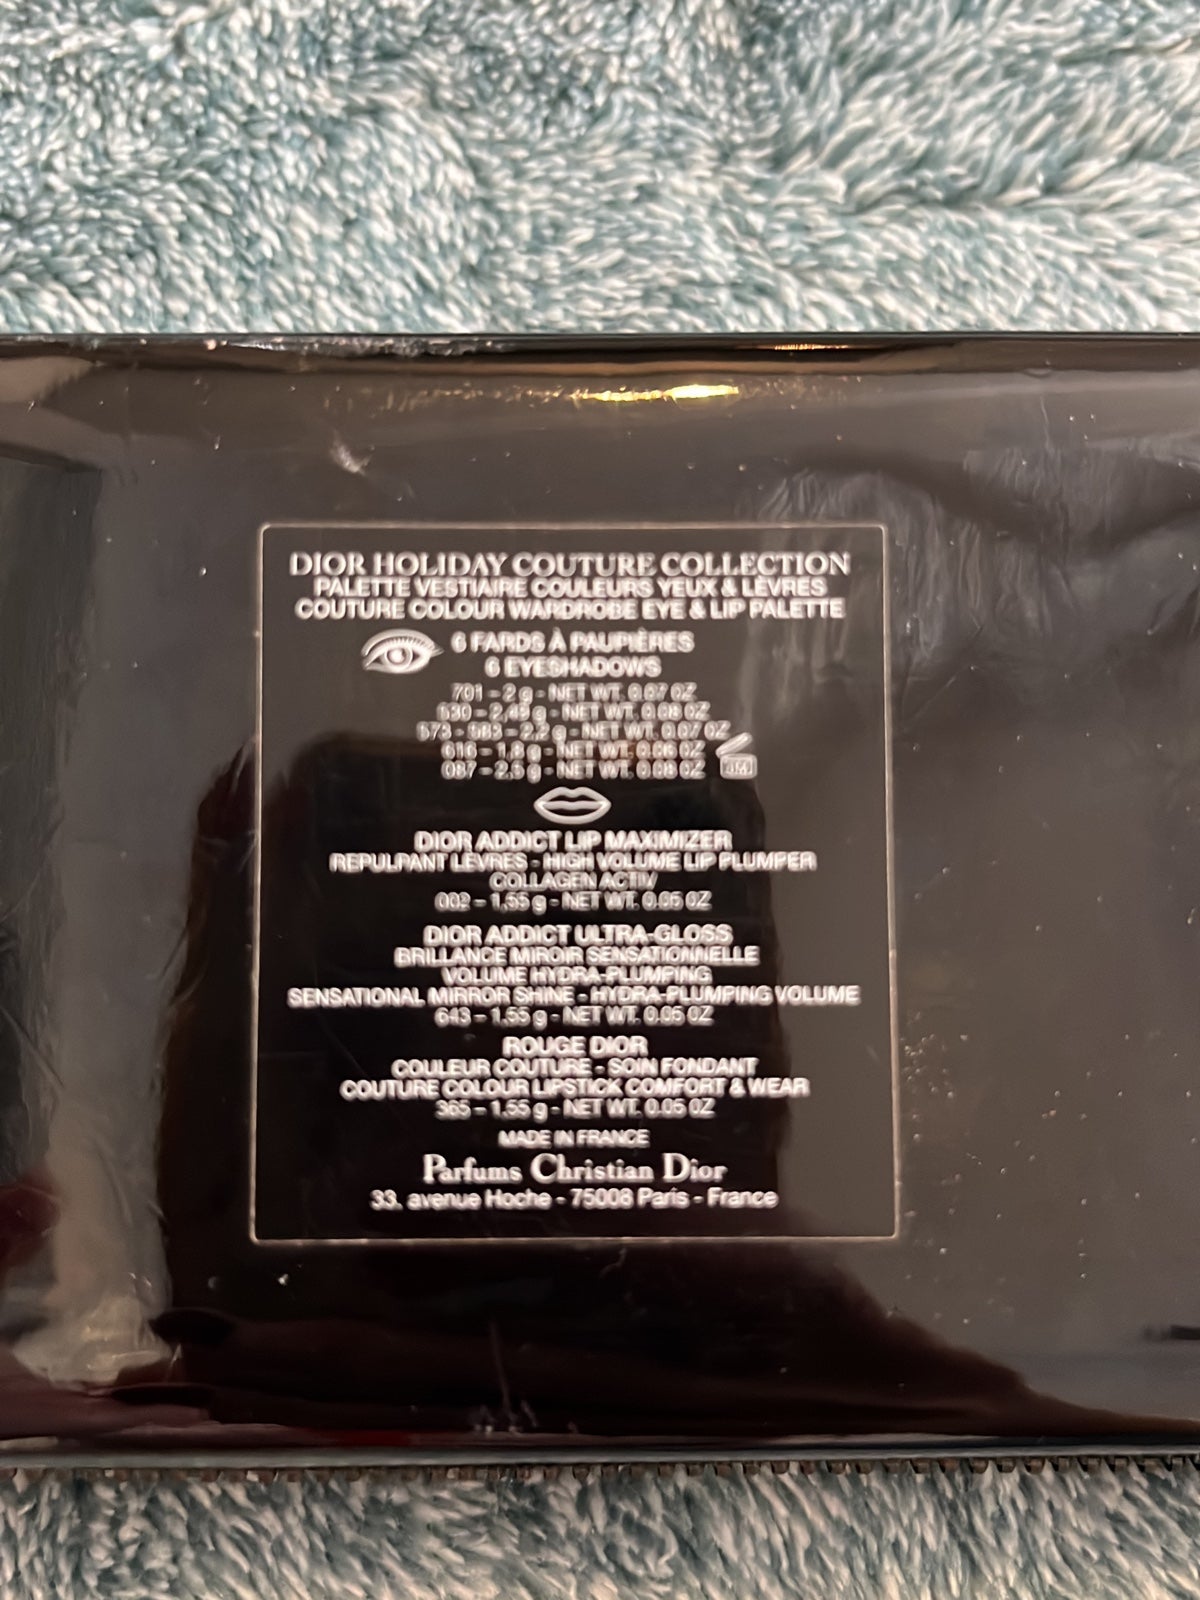 DIOR HOLIDAY COUTURE COLLECTION
PALETTE VESTIAIRE COULEURS YEUX & LÈVRES
COUTURE COLOUR WARDROBE EYE & LIP PALETTE
6 FARDS À PAUPIÈRES
6 EYESHADOWS
701 - 2 g - NET WT. 0.07 OZ
530 - 2,45 g - NET WT. 0.08 OZ
573 - 583 - 2,2 g - NET WT. 0.07 OZ
616 - 1,8 g - NET WT. 0.06 OZ
087 - 2,5 g - NET WT. 0.08 OZ
DIOR ADDICT LIP MAXIMIZER
REPULPANT LÈVRES - HIGH VOLUME LIP PLUMPER
COLLAGEN ACTIV
002 - 1,55 g - NET WT. 0.05 OZ
DIOR ADDICT ULTRA-GLOSS
BRILLANCE MIROIR SENSATIONNELLE
VOLUME HYDRA-PLUMPING
SENSATIONAL MIRROR SHINE - HYDRA-PLUMPING VOLUME
643 - 1.55 g - NET WT. 0.05 OZ
ROUGE DIOR
COULEUR COUTURE - SOIN FONDANT
COUTURE COLOUR LIPSTICK COMFORT & WEAR
365 - 1,55 g - NET WT. 0.05 OZ
MADE IN FRANCE
Parfums Christian Dior
33, avenue Hoche - 75008 Paris - France